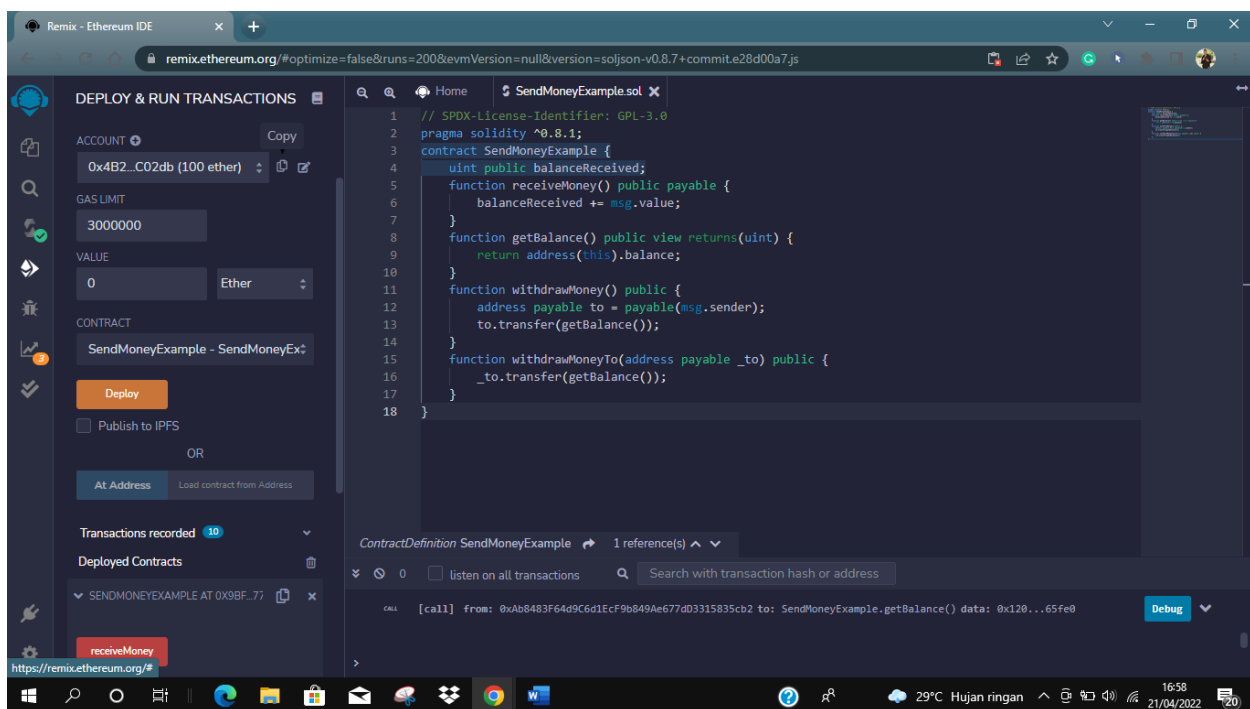 Remix - Ethereum IDE
remix.ethereum.org/#optimize=false&runs=200&evmVersion=null&version=soljson-v0.8.7+commit.e28d00a7.js
DEPLOY & RUN TRANSACTIONS
ACCOUNT
Copy
0x4B2...C02db (100 ether)
GAS LIMIT
3000000
VALUE
0 Ether
CONTRACT
SendMoneyExample - SendMoneyEx
Deploy
Publish to IPFS
OR
At Address Load contract from Address
Transactions recorded 10
Deployed Contracts
SENDMONEYEXAMPLE AT 0X9BF...77
receiveMoney
https://remix.ethereum.org/#
3
Home SendMoneyExample.sol
1 // SPDX-License-Identifier: GPL-3.0
2 pragma solidity ^0.8.1;
3 contract SendMoneyExample {
4 uint public balanceReceived;
5 function receiveMoney() public payable {
6 balanceReceived += msg.value;
7 }
8 function getBalance() public view returns(uint) {
9 return address(this).balance;
10 }
11 function withdrawMoney() public {
12 address payable to = payable(msg.sender);
13 to.transfer(getBalance());
14 }
15 function withdrawMoneyTo(address payable _to) public {
16 _to.transfer(getBalance());
17 }
18 }
ContractDefinition SendMoneyExample 1 reference(s)
0 listen on all transactions Search with transaction hash or address
CALL [call] from: 0xAb8483F64d9C6d1EcF9b849Ae677dD3315835cb2 to: SendMoneyExample.getBalance() data: 0x120...65fe0 Debug
>
29°C Hujan ringan
16:58
21/04/2022
20